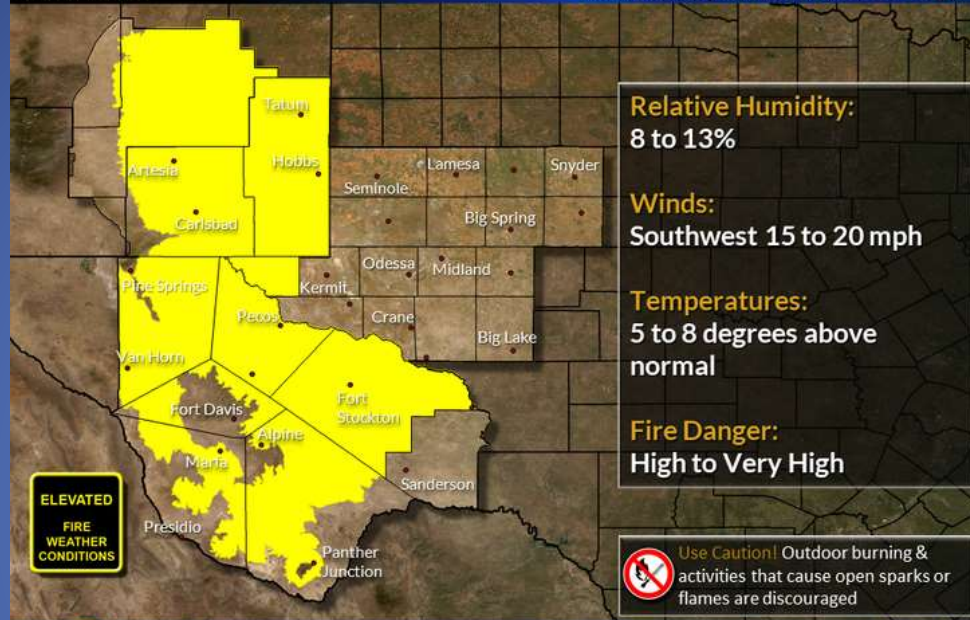 Tatum
Artesia
Hobbs
Lamesa
Snyder
Seminole
Carlsbad
Big Spring
Pine Springs
Odessa
Midland
Kermit
Pecos
Crane
Big Lake
Van Horn
Fort Davis
Fort
Stockton
Alpine
Marfa
Sanderson
Presidio
Panther
Junction
ELEVATED
FIRE
WEATHER
CONDITIONS
Relative Humidity:
8 to 13%
Winds:
Southwest 15 to 20 mph
Temperatures:
5 to 8 degrees above
normal
Fire Danger:
High to Very High
Use Caution! Outdoor burning &
activities that cause open sparks or
flames are discouraged